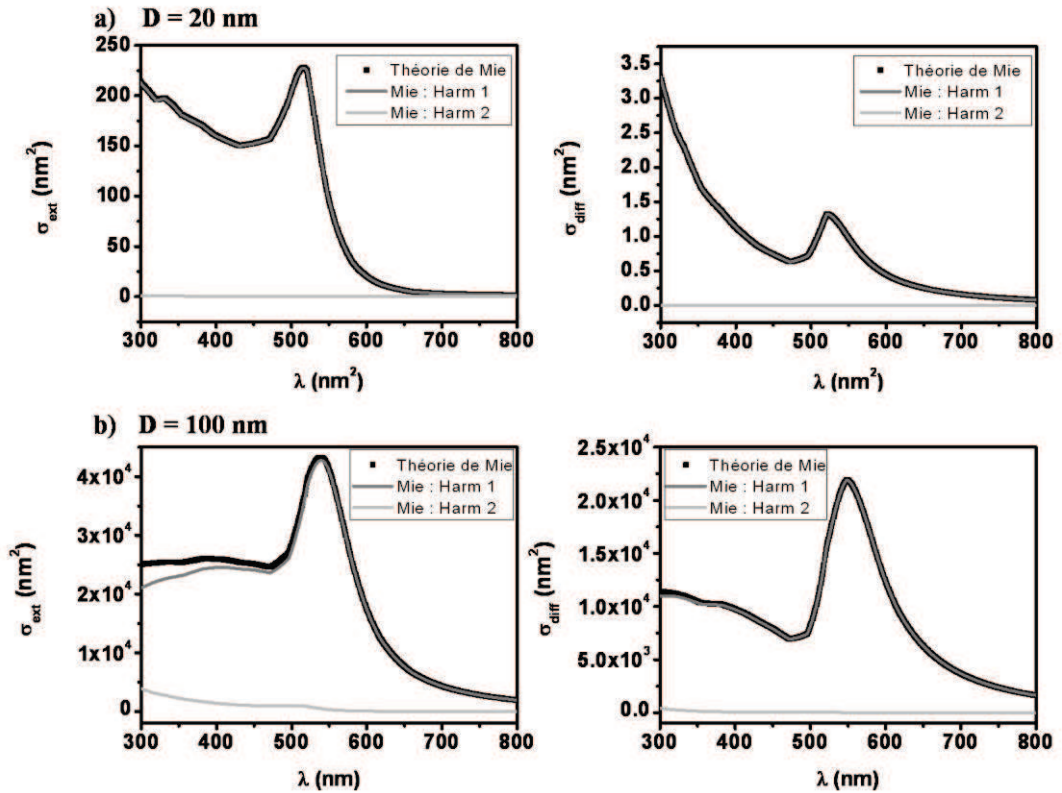 a) D = 20 nm
250
200
150
100
50
0
σext (nm²)
Théorie de Mie
Mie : Harm 1
Mie : Harm 2
300 400 500 600 700 800
λ (nm²)
3.5
3.0
2.5
2.0
1.5
1.0
0.5
0.0
σdiff (nm²)
Théorie de Mie
Mie : Harm 1
Mie : Harm 2
300 400 500 600 700 800
λ (nm²)
b) D = 100 nm
4x10⁴
3x10⁴
2x10⁴
1x10⁴
0
σext (nm²)
Théorie de Mie
Mie : Harm 1
Mie : Harm 2
300 400 500 600 700 800
λ (nm)
2.5x10⁴
2.0x10⁴
1.5x10⁴
1.0x10⁴
5.0x10³
0.0
σdiff (nm²)
Théorie de Mie
Mie : Harm 1
Mie : Harm 2
300 400 500 600 700 800
λ (nm)